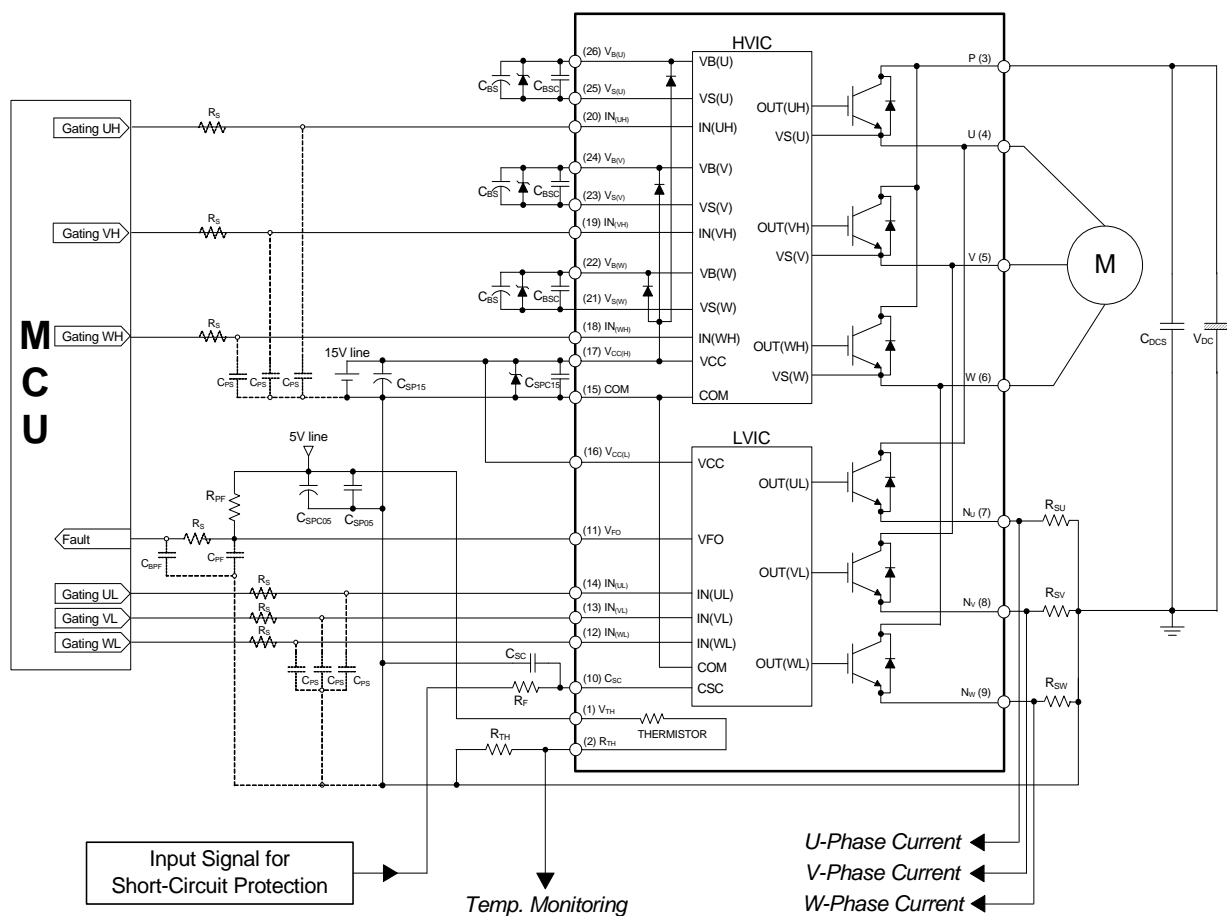 HVIC
(26) VB(U)
VB(U)
P (3)
CBS
CBSC
(25) VS(U)
VS(U)
OUT(UH)
RS
Gating UH
(20) IN(UH)
IN(UH)
VS(U)
U (4)
(24) VB(V)
VB(V)
CBS
CBSC
(23) VS(V)
VS(V)
RS
Gating VH
(19) IN(VH)
IN(VH)
OUT(VH)
VS(V)
V (5)
M
(22) VB(W)
VB(W)
CBS
CBSC
(21) VS(W)
VS(W)
RS
Gating WH
(18) IN(WH)
IN(WH)
OUT(WH)
CDCS
VDC
MCU
15V line
(17) VCC(H)
VCC
VS(W)
W (6)
CPS
CPS
CPS
CSP15
CSPC15
(15) COM
COM
5V line
LVIC
(16) VCC(L)
VCC
OUT(UL)
RPF
CSPC05
CSP05
NU (7)
RSU
RS
Fault
(11) VFO
VFO
CBPF
CPF
OUT(VL)
RS
Gating UL
(14) IN(UL)
IN(UL)
RS
Gating VL
(13) IN(VL)
IN(VL)
NV (8)
RSV
RS
Gating WL
(12) IN(WL)
IN(WL)
CPS
CPS
CPS
CSC
COM
OUT(WL)
RF
(10) CSC
CSC
NW (9)
RSW
(1) VTH
THERMISTOR
RTH
(2) RTH
Input Signal for
Short-Circuit Protection
Temp. Monitoring
U-Phase Current
V-Phase Current
W-Phase Current